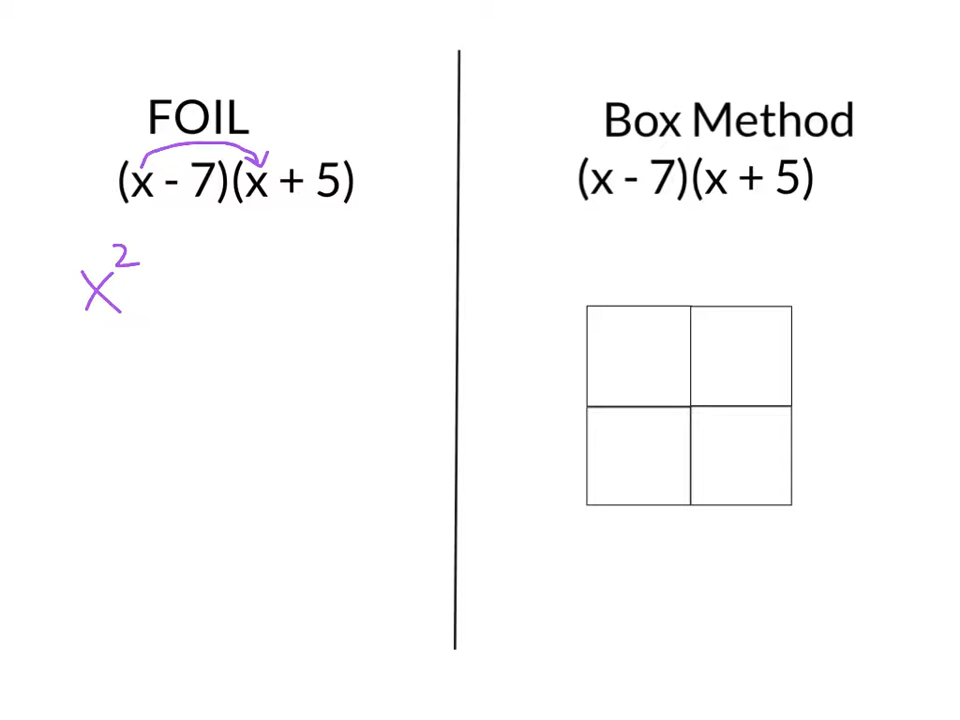 FOIL
(x - 7)(x + 5)
x²
Box Method
(x - 7)(x + 5)